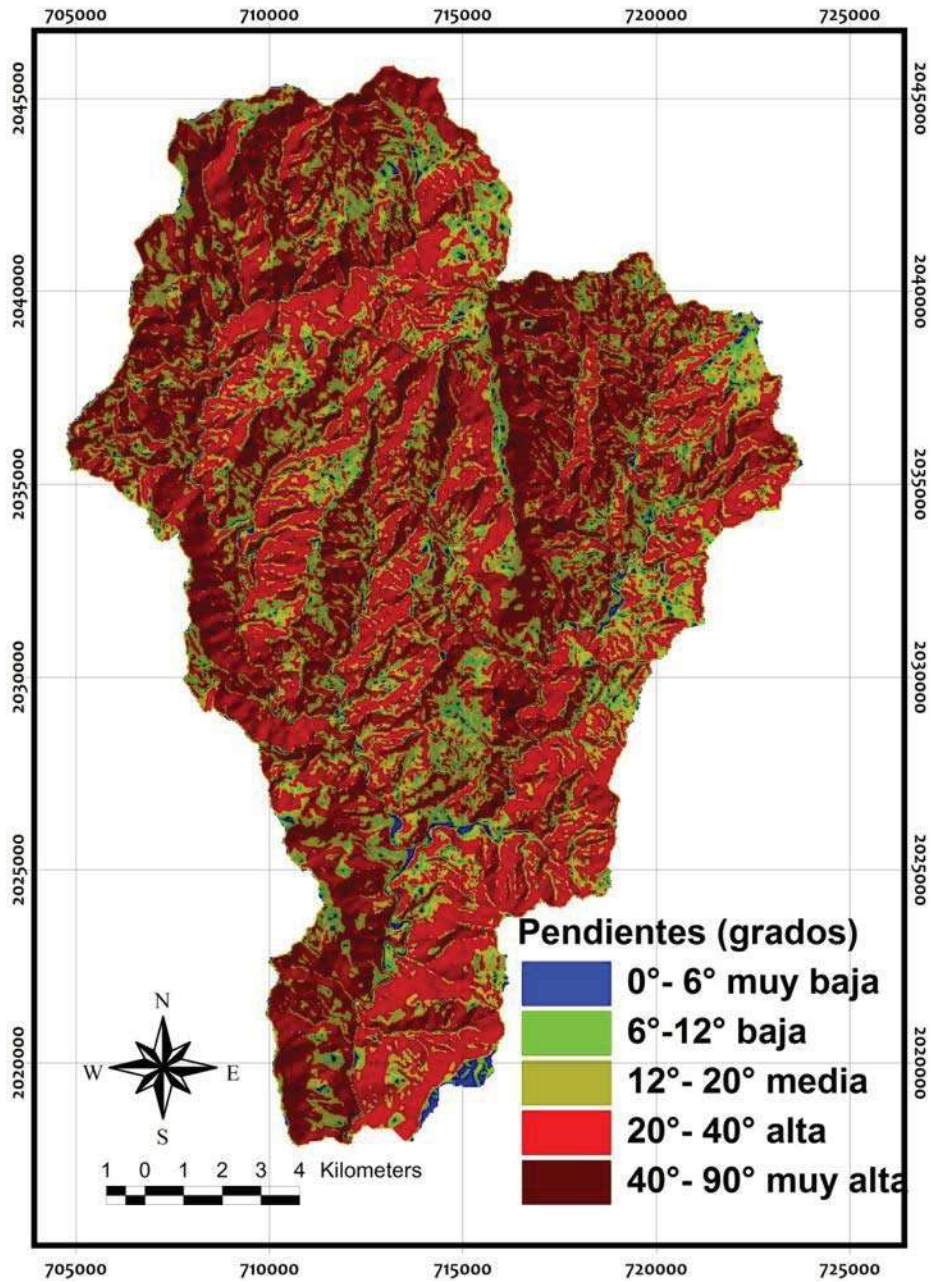 705000 710000 715000 720000 725000
2045000 2045000
2040000 2040000
2035000 2035000
2030000 2030000
2025000 2025000
Pendientes (grados)
0°- 6° muy baja
6°-12° baja
12°- 20° media
20°- 40° alta
40°- 90° muy alta
2020000 2020000
N
W E
S
1 0 1 2 3 4 Kilometers
705000 710000 715000 720000 725000